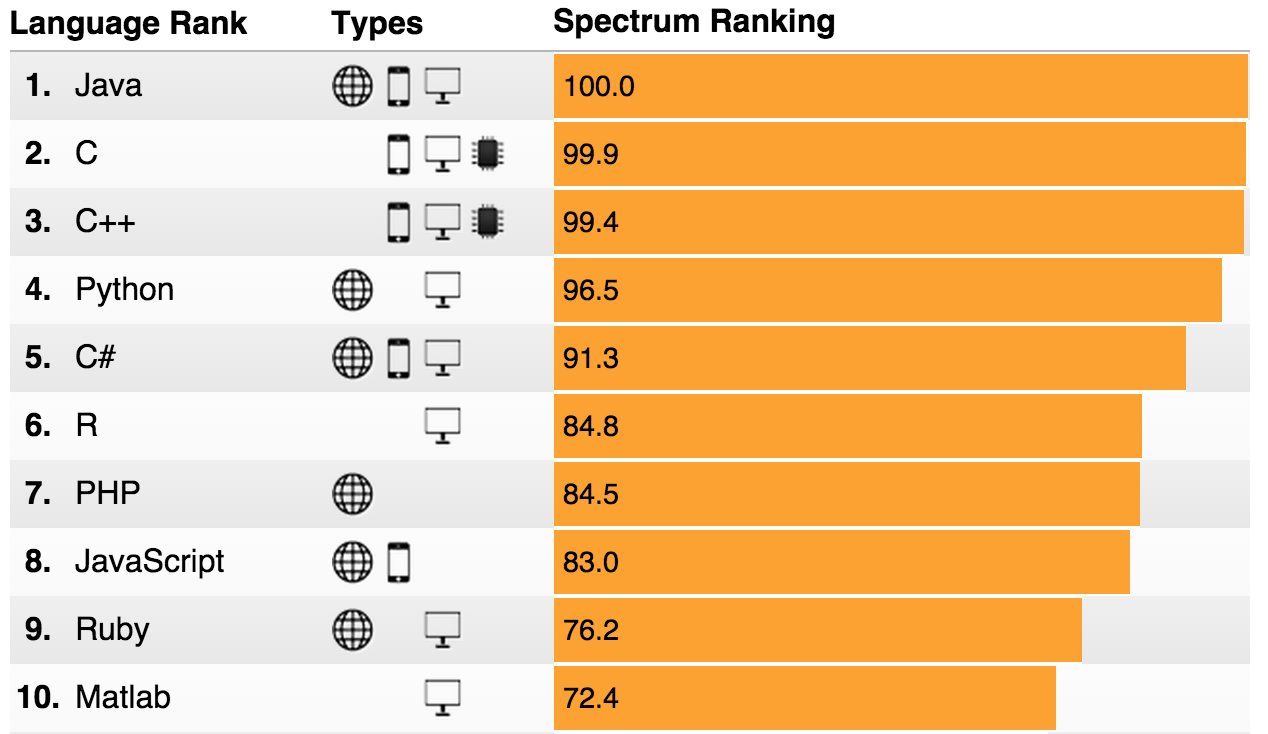 Language Rank Types Spectrum Ranking
1. Java 100.0
2. C 99.9
3. C++ 99.4
4. Python 96.5
5. C# 91.3
6. R 84.8
7. PHP 84.5
8. JavaScript 83.0
9. Ruby 76.2
10. Matlab 72.4